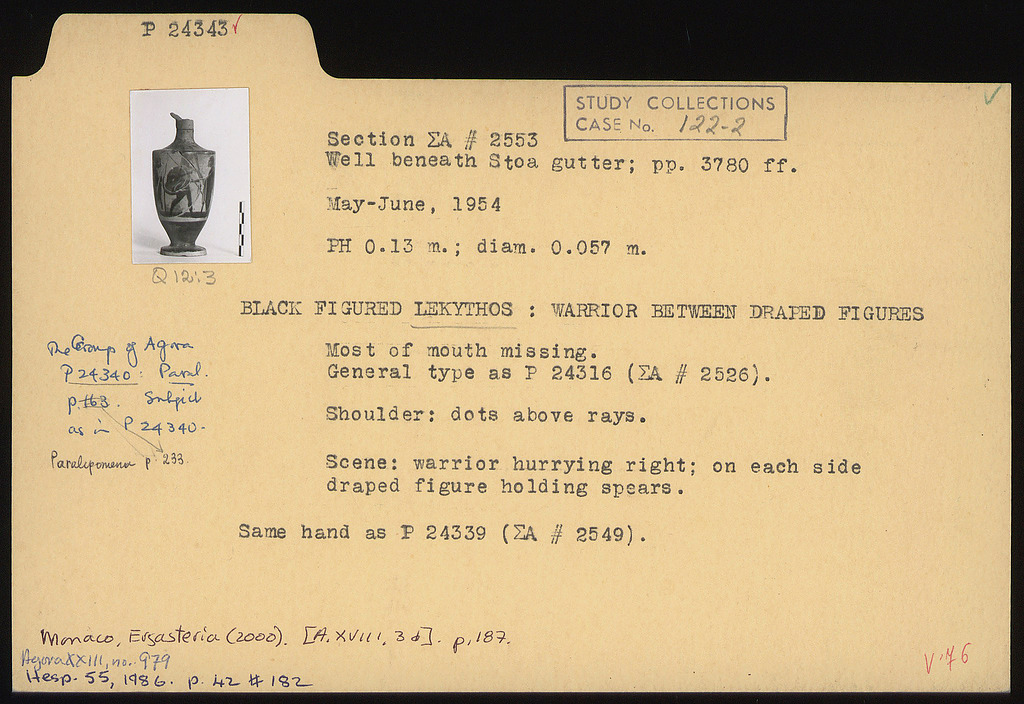 P 24343 ✓
STUDY COLLECTIONS
CASE No. 122-2
Section ΣA # 2553
Well beneath Stoa gutter; pp. 3780 ff.
May-June, 1954
PH 0.13 m.; diam. 0.057 m.
Q 12:3
BLACK FIGURED LEKYTHOS : WARRIOR BETWEEN DRAPED FIGURES
Most of mouth missing.
General type as P 24316 (ΣA # 2526).
Shoulder: dots above rays.
Scene: warrior hurrying right; on each side
draped figure holding spears.
Same hand as P 24339 (ΣA # 2549).
The Group of Agora
P 24340: Paral.
p. Subject
as in P 24340.
Paralipomena p. 233.
Monaco, Ergasteria (2000). [A.XVIII, 3 d]. p. 187.
Agora XXIII, no. 979
Hesp. 55, 1986. p. 42 # 182
V'76